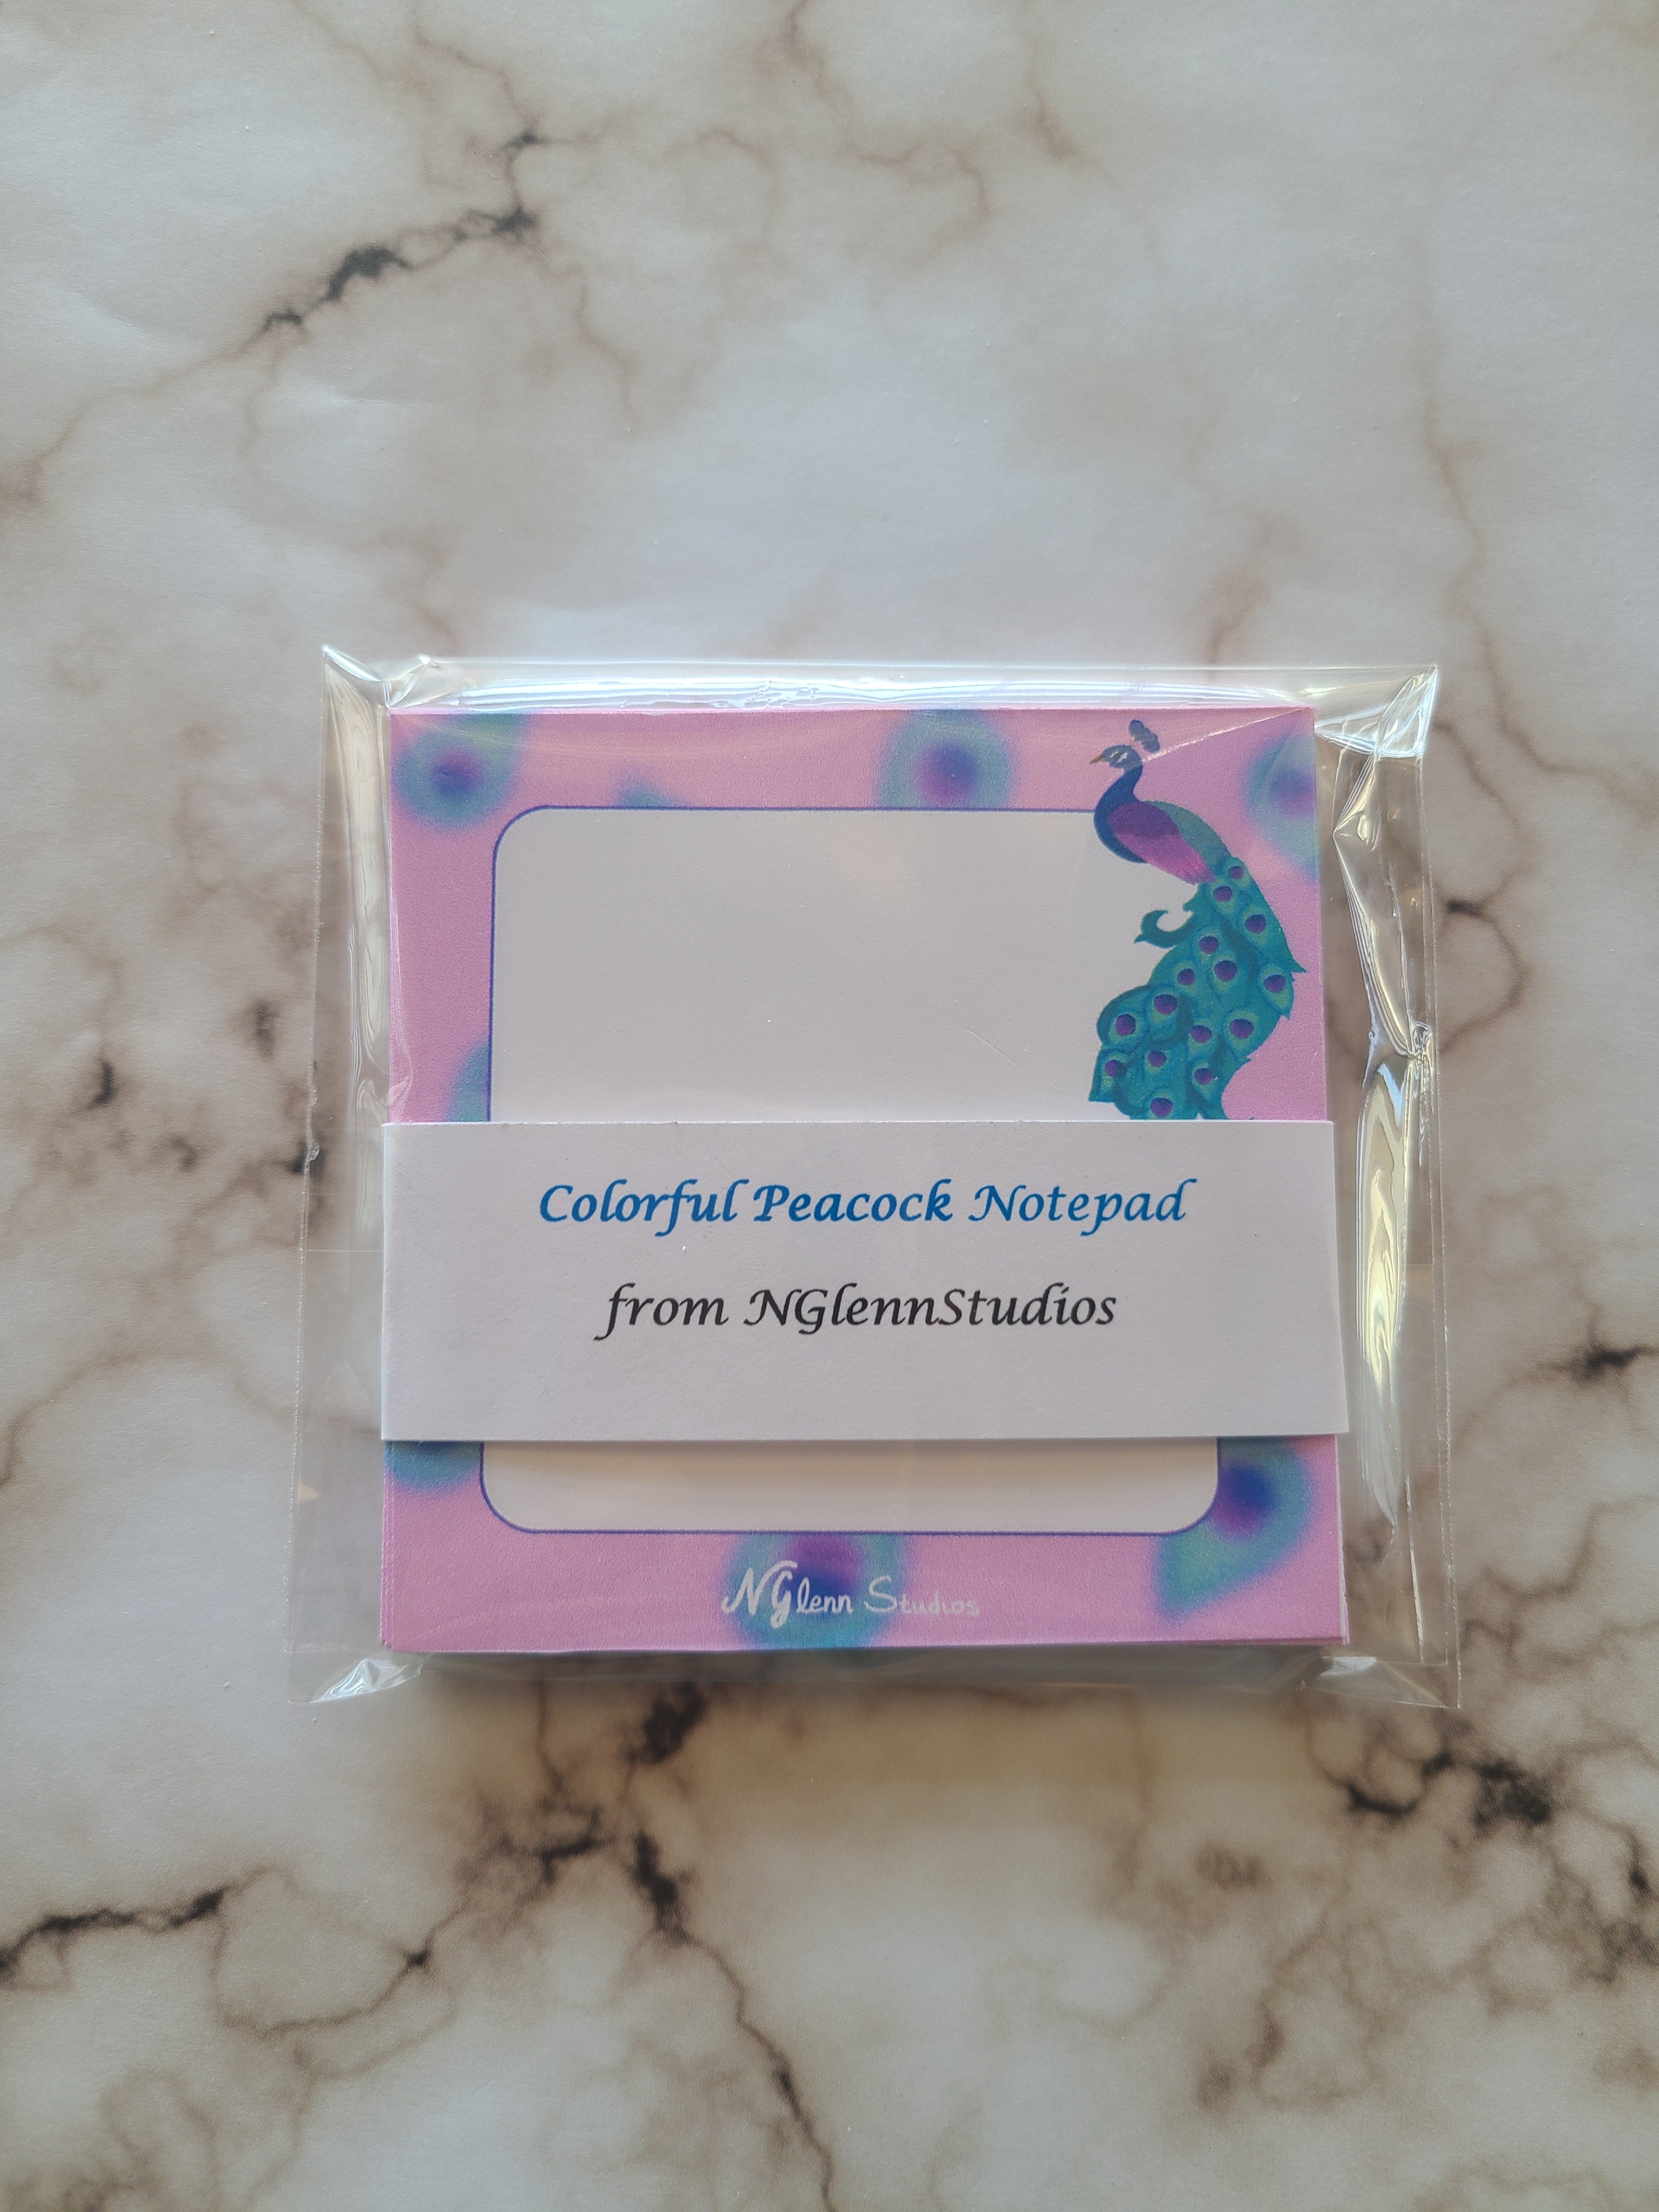 Colorful Peacock Notepad
from NGlennStudios
NGlenn Studios